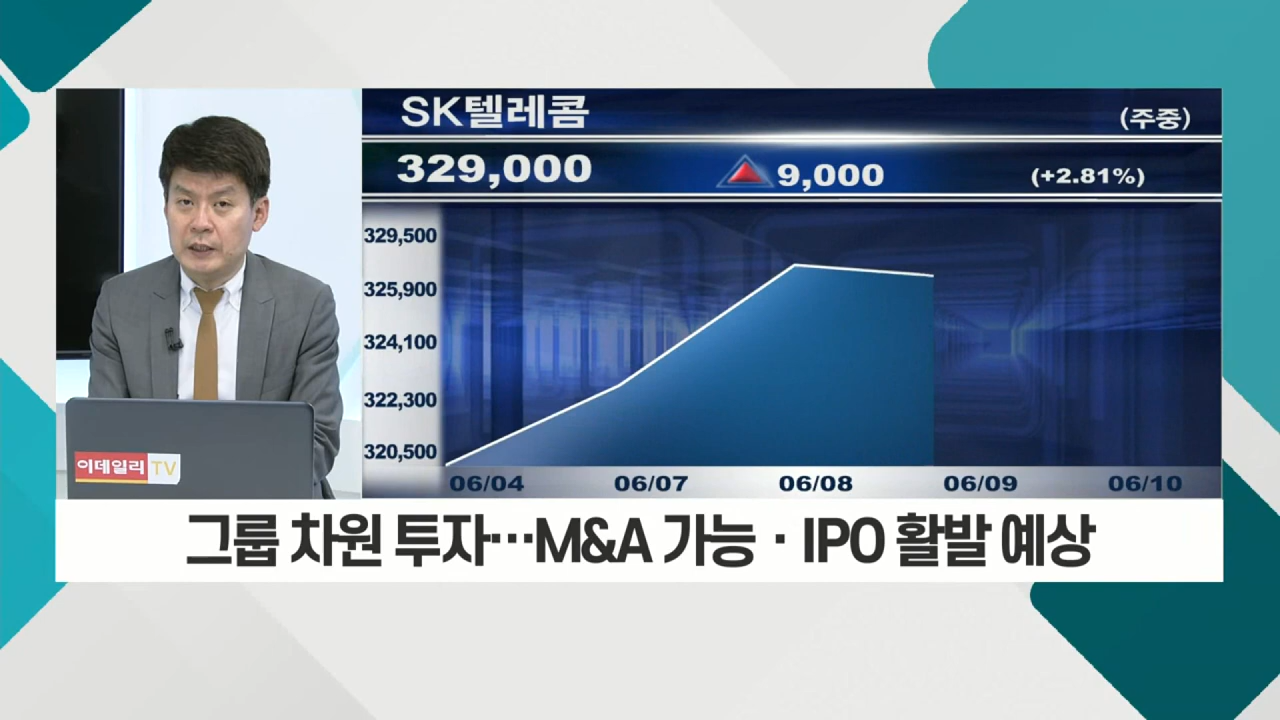 SK텔레콤 (주중)
329,000 9,000 (+2.81%)
329,500
325,900
324,100
322,300
320,500
06/04 06/07 06/08 06/09 06/10
이데일리TV
그룹 차원 투자…M&A 가능 · IPO 활발 예상